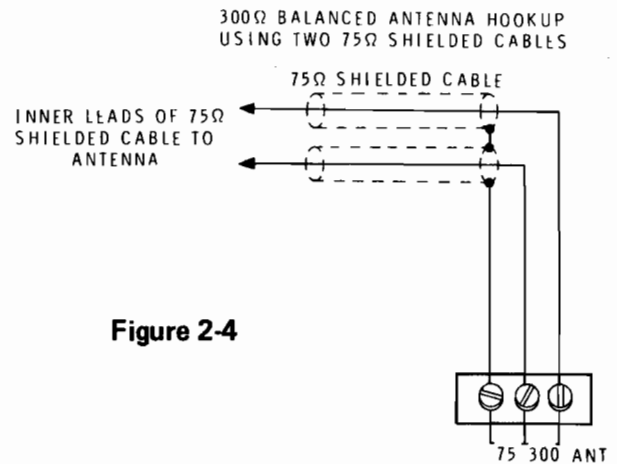 300Ω BALANCED ANTENNA HOOKUP
USING TWO 75Ω SHIELDED CABLES
75Ω SHIELDED CABLE
INNER LEADS OF 75Ω
SHIELDED CABLE TO
ANTENNA
Figure 2-4
75 300 ANT